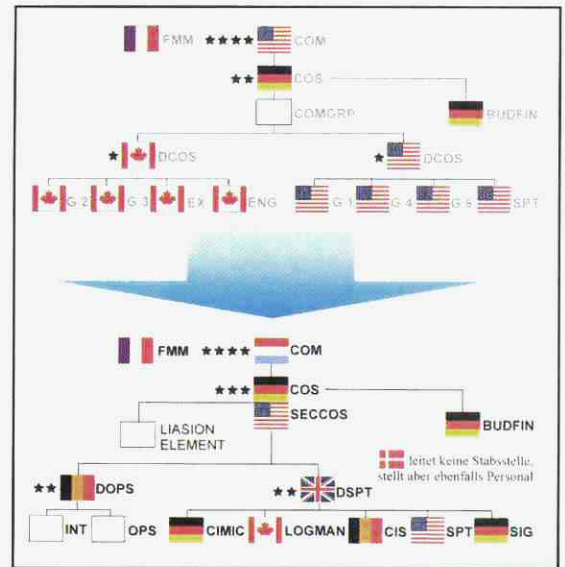 FMM ★★★★ COM
★★ COS
COMGRP BUDFIN
★ DCOS ★ DCOS
G 2 G 3 EX ENG G 1 G 4 G 6 SPT
FMM ★★★★ COM
★★★ COS
SECCOS
LIASION
ELEMENT
BUDFIN
leitet keine Stabsstelle,
stellt aber ebenfalls Personal
★★ DOPS ★★ DSPT
INT OPS CIMIC LOGMAN CIS SPT SIG